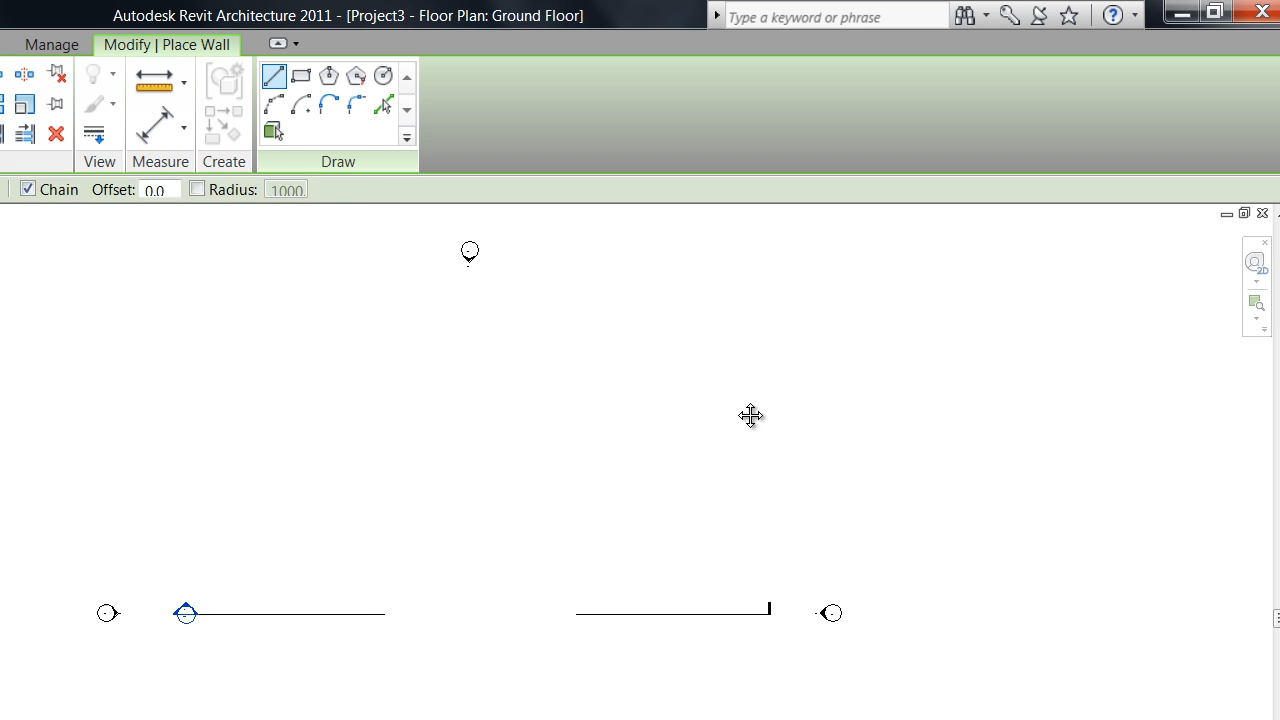 Autodesk Revit Architecture 2011 - [Project3 - Floor Plan: Ground Floor]
Type a keyword or phrase
Manage
Modify | Place Wall
View
Measure
Create
Draw
Chain
Offset: 0.0
Radius: 1000.
2D